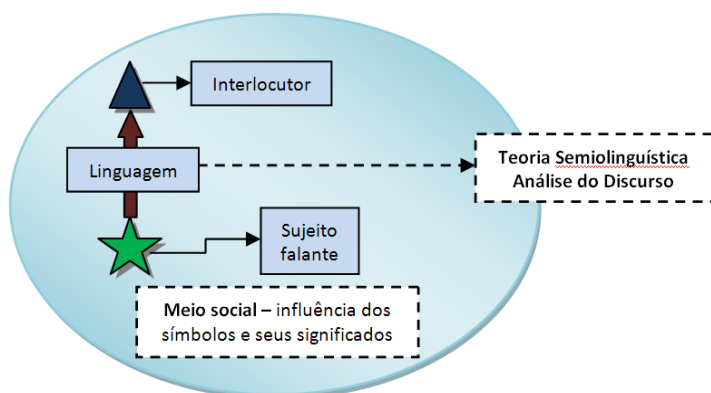 Interlocutor
Linguagem
Teoria Semiolinguística
Análise do Discurso
Sujeito
falante
Meio social – influência dos
símbolos e seus significados